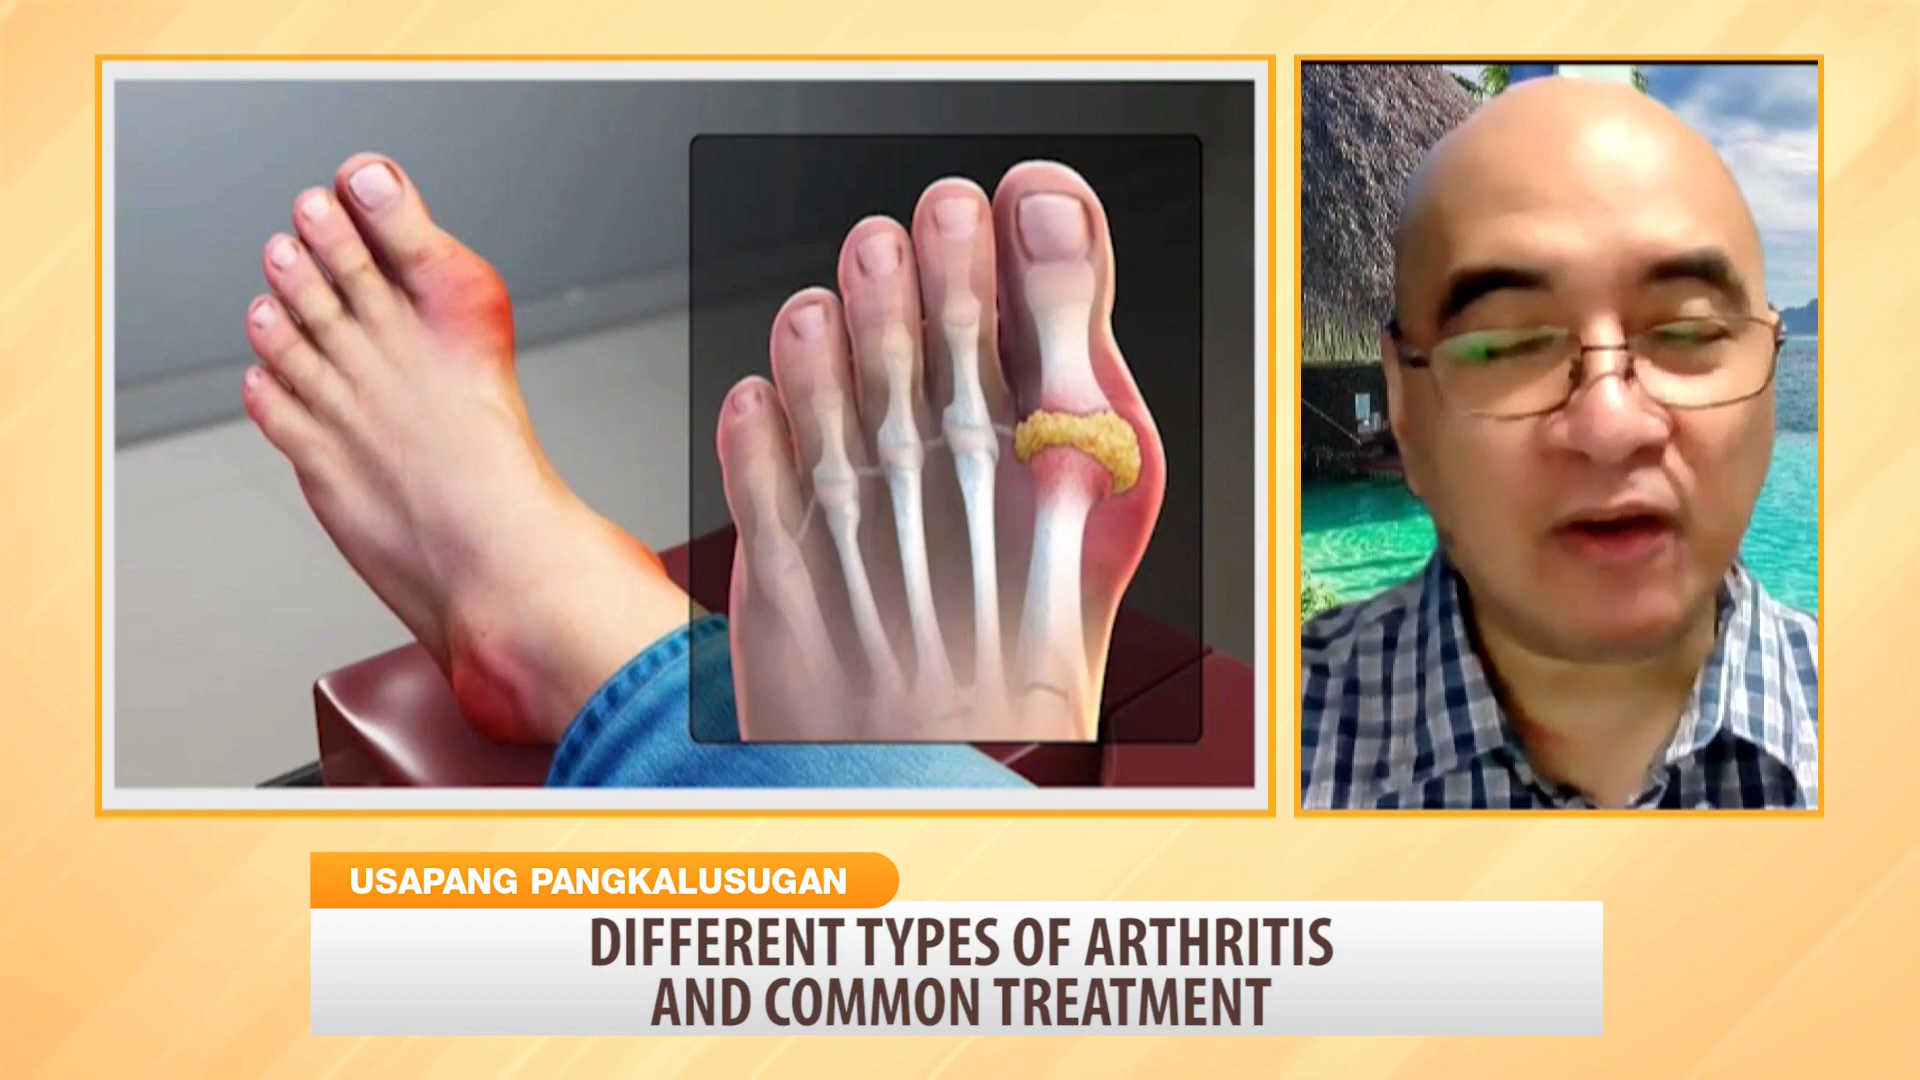 USAPANG PANGKALUSUGAN
DIFFERENT TYPES OF ARTHRITIS
AND COMMON TREATMENT